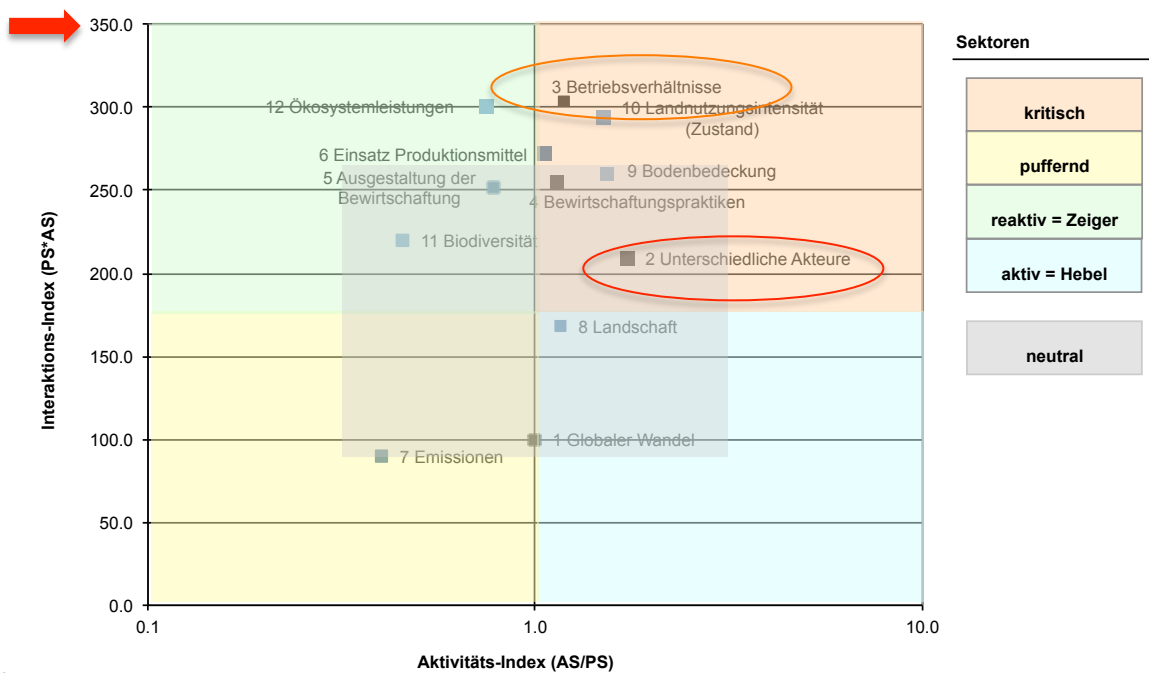 350.0
300.0
250.0
200.0
150.0
100.0
50.0
0.0
Interaktions-Index (PS*AS)
3 Betriebsverhältnisse
12 Ökosystemleistungen
10 Landnutzungsintensität
(Zustand)
6 Einsatz Produktionsmittel
5 Ausgestaltung der
Bewirtschaftung
9 Bodenbedeckung
4 Bewirtschaftungspraktiken
11 Biodiversität
2 Unterschiedliche Akteure
8 Landschaft
1 Globaler Wandel
7 Emissionen
0.1
1.0
10.0
Aktivitäts-Index (AS/PS)
Sektoren
kritisch
puffernd
reaktiv = Zeiger
aktiv = Hebel
neutral